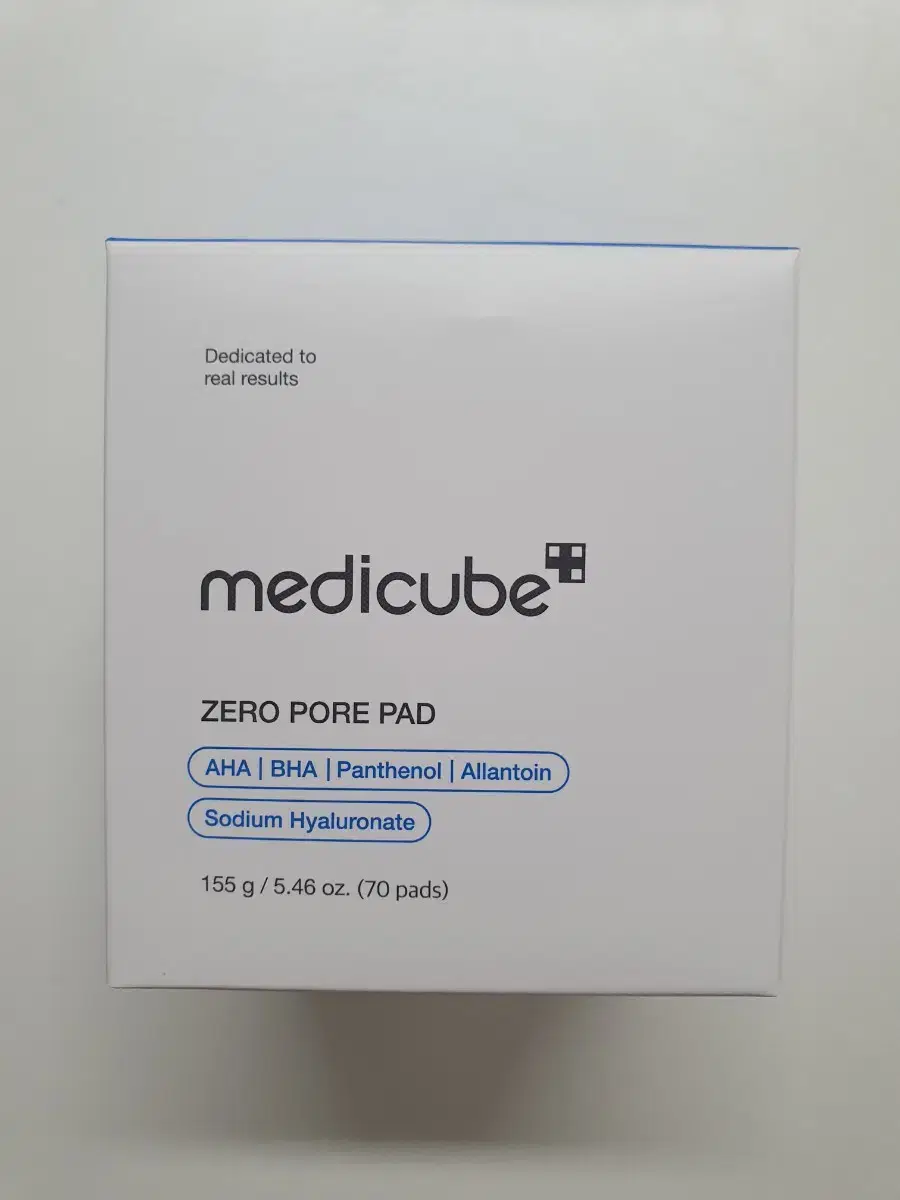 Dedicated to
real results
medicube
ZERO PORE PAD
AHA | BHA | Panthenol | Allantoin
Sodium Hyaluronate
155 g / 5.46 oz. (70 pads)